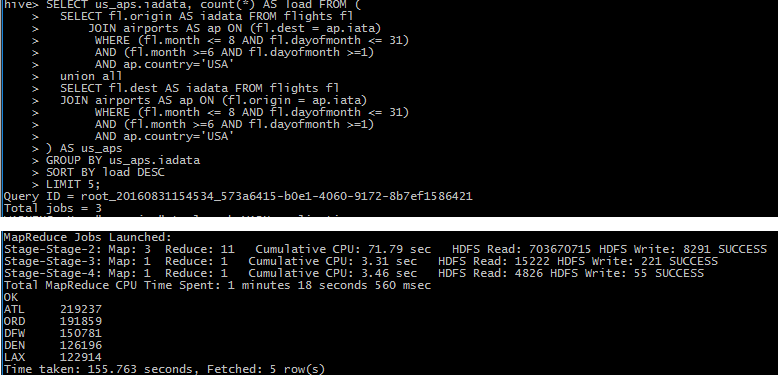 hive> SELECT us_aps.iadata, count(*) AS load FROM (
    >    SELECT fl.origin AS iadata FROM flights fl
    >        JOIN airports AS ap ON (fl.dest = ap.iata)
    >         WHERE (fl.month <= 8 AND fl.dayofmonth <= 31)
    >         AND (fl.month >=6 AND fl.dayofmonth >=1)
    >         AND ap.country='USA'
    >    union all
    >    SELECT fl.dest AS iadata FROM flights fl
    >    JOIN airports AS ap ON (fl.origin = ap.iata)
    >         WHERE (fl.month <= 8 AND fl.dayofmonth <= 31)
    >         AND (fl.month >=6 AND fl.dayofmonth >=1)
    >         AND ap.country='USA'
    > ) AS us_aps
    > GROUP BY us_aps.iadata
    > SORT BY load DESC
    > LIMIT 5;
Query ID = root_20160831154534_573a6415-b0e1-4060-9172-8b7ef1586421
Total jobs = 3
MapReduce Jobs Launched:
Stage-Stage-2: Map: 3  Reduce: 11   Cumulative CPU: 71.79 sec   HDFS Read: 703670715 HDFS Write: 8291 SUCCESS
Stage-Stage-3: Map: 1  Reduce: 1   Cumulative CPU: 3.31 sec   HDFS Read: 15222 HDFS Write: 221 SUCCESS
Stage-Stage-4: Map: 1  Reduce: 1   Cumulative CPU: 3.46 sec   HDFS Read: 4826 HDFS Write: 55 SUCCESS
Total MapReduce CPU Time Spent: 1 minutes 18 seconds 560 msec
OK
ATL     219237
ORD     191859
DFW     150781
DEN     126196
LAX     122914
Time taken: 155.763 seconds, Fetched: 5 row(s)